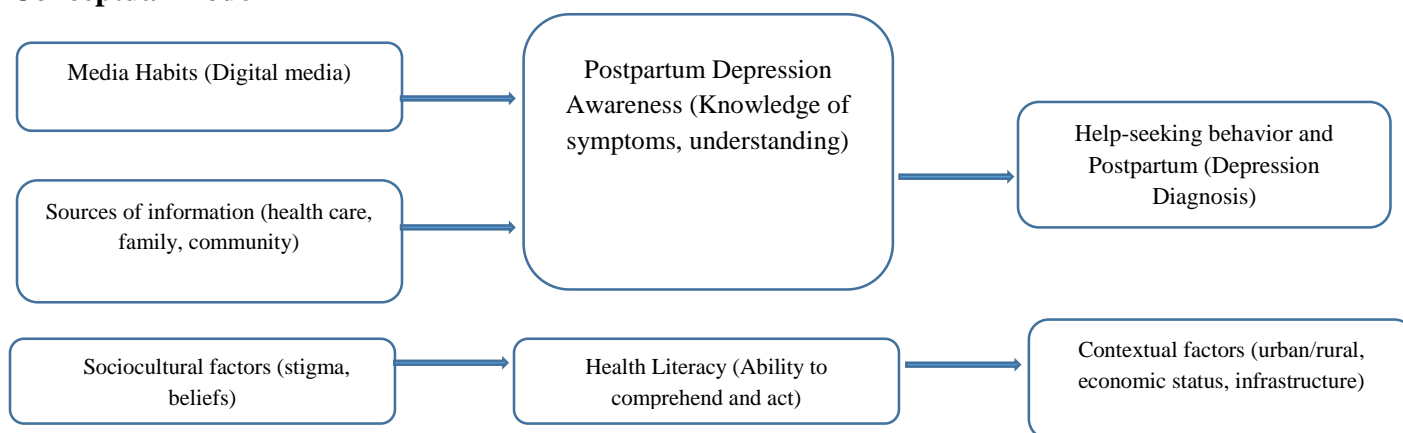 Media Habits (Digital media)
Postpartum Depression
Awareness (Knowledge of
symptoms, understanding)
Help-seeking behavior and
Postpartum (Depression
Diagnosis)
Sources of information (health care,
family, community)
Sociocultural factors (stigma,
beliefs)
Health Literacy (Ability to
comprehend and act)
Contextual factors (urban/rural,
economic status, infrastructure)